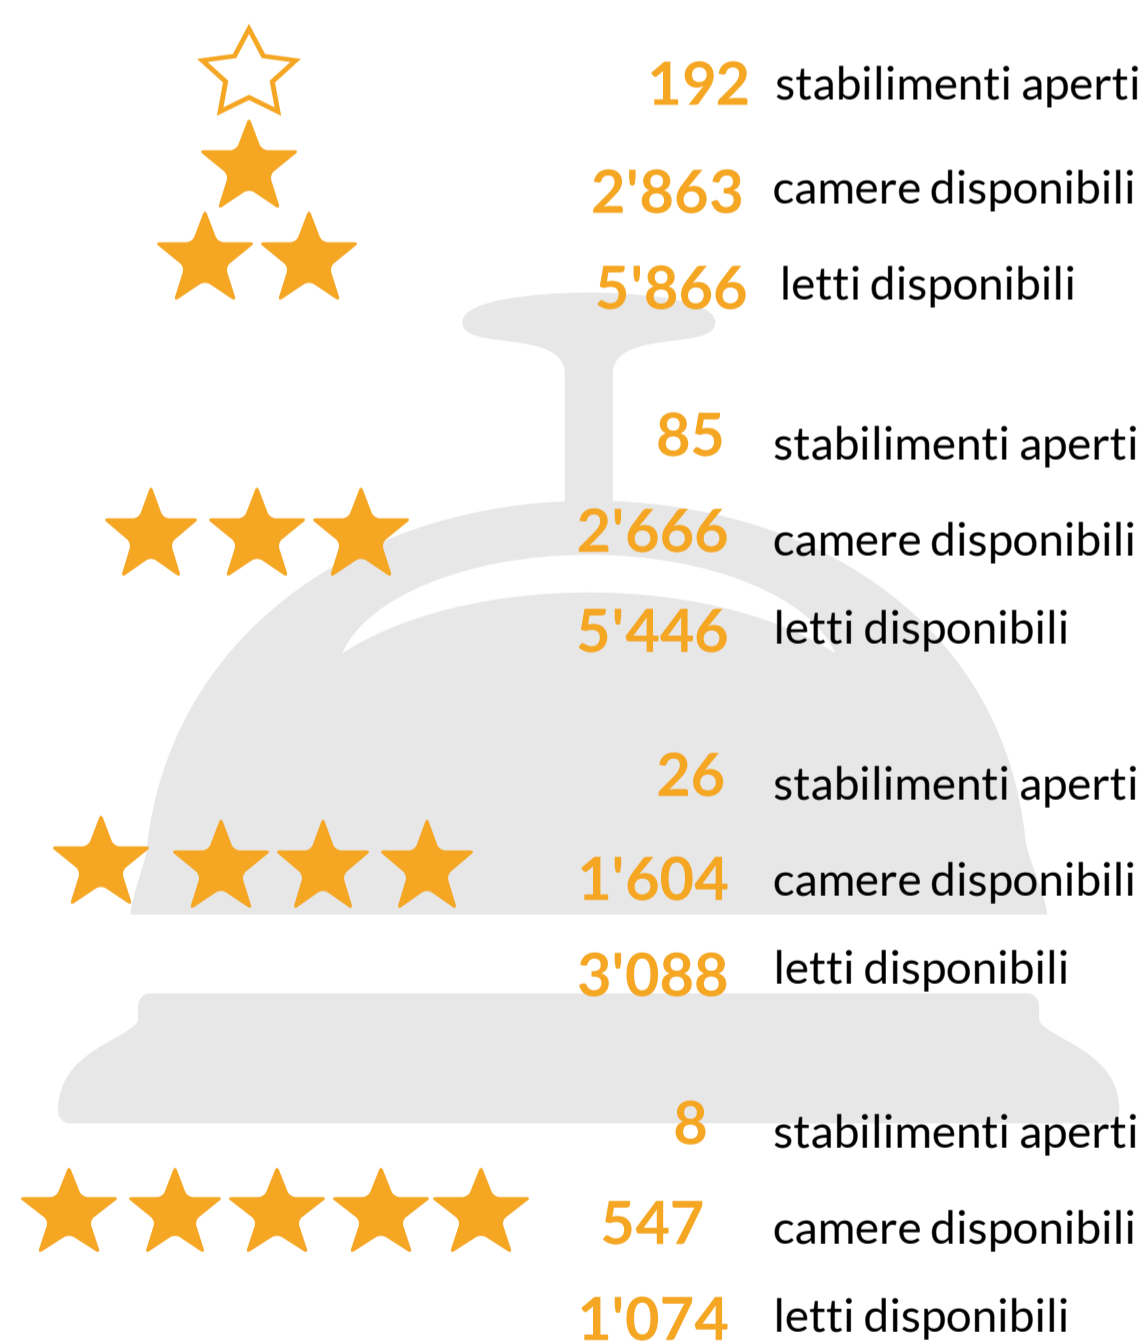 192 stabilimenti aperti
2'863 camere disponibili
5'866 letti disponibili
85 stabilimenti aperti
2'666 camere disponibili
5'446 letti disponibili
26 stabilimenti aperti
1'604 camere disponibili
3'088 letti disponibili
8 stabilimenti aperti
547 camere disponibili
1'074 letti disponibili